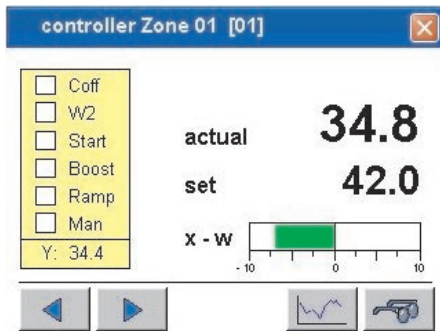 controller Zone 01 [01]
Coff
W2
Start
Boost
Ramp
Man
Y: 34.4
actual 34.8
set 42.0
x - w
- 10 0 10